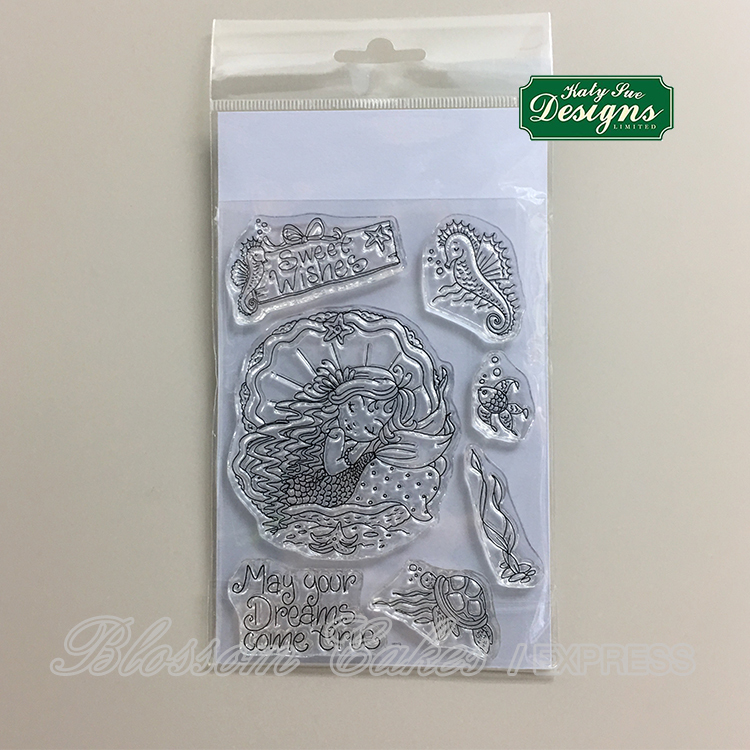 Katy Sue
Designs
LIMITED
Sweet
Wishes
May your
Dreams
come true
Blossom Cakes / EXPRESS